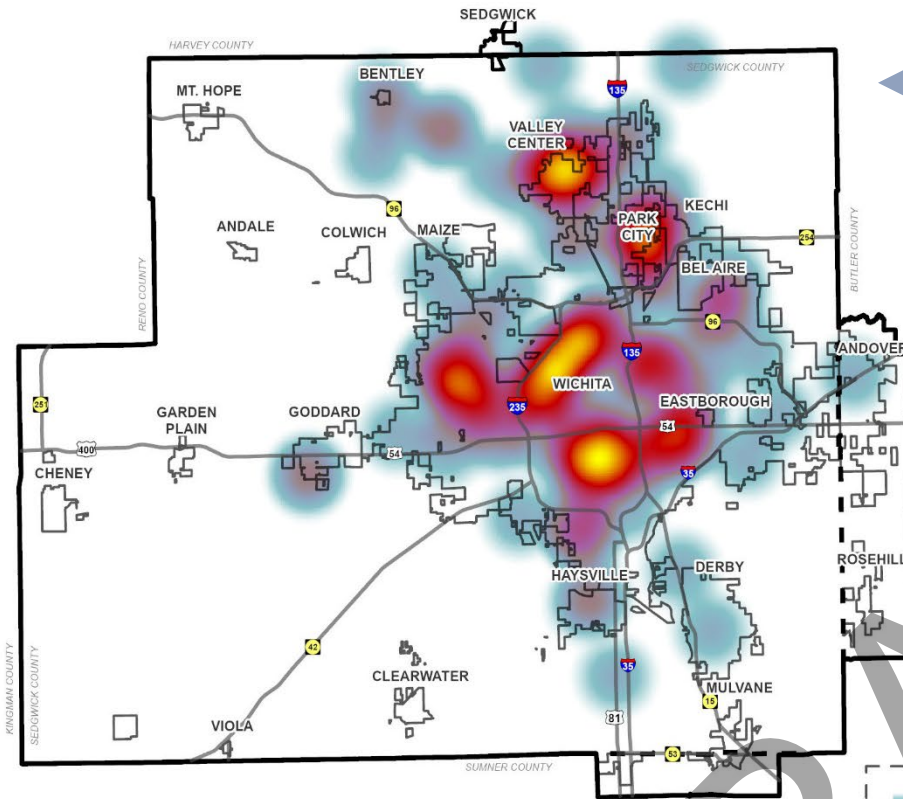 SEDGWICK
HARVEY COUNTY
SEDGWICK COUNTY
BENTLEY
MT. HOPE
135
VALLEY
CENTER
96
KECHI
PARK
CITY
ANDALE
COLWICH
MAIZE
254
BEL AIRE
BUTLER COUNTY
RENO COUNTY
96
ANDOVER
135
WICHITA
251
235
EASTBOROUGH
GARDEN
PLAIN
GODDARD
54
400
54
CHENEY
35
HAYSVILLE
DERBY
ROSEHILL
42
KINGMAN COUNTY
SEDGWICK COUNTY
35
CLEARWATER
MULVANE
15
81
VIOLA
53
SUMNER COUNTY